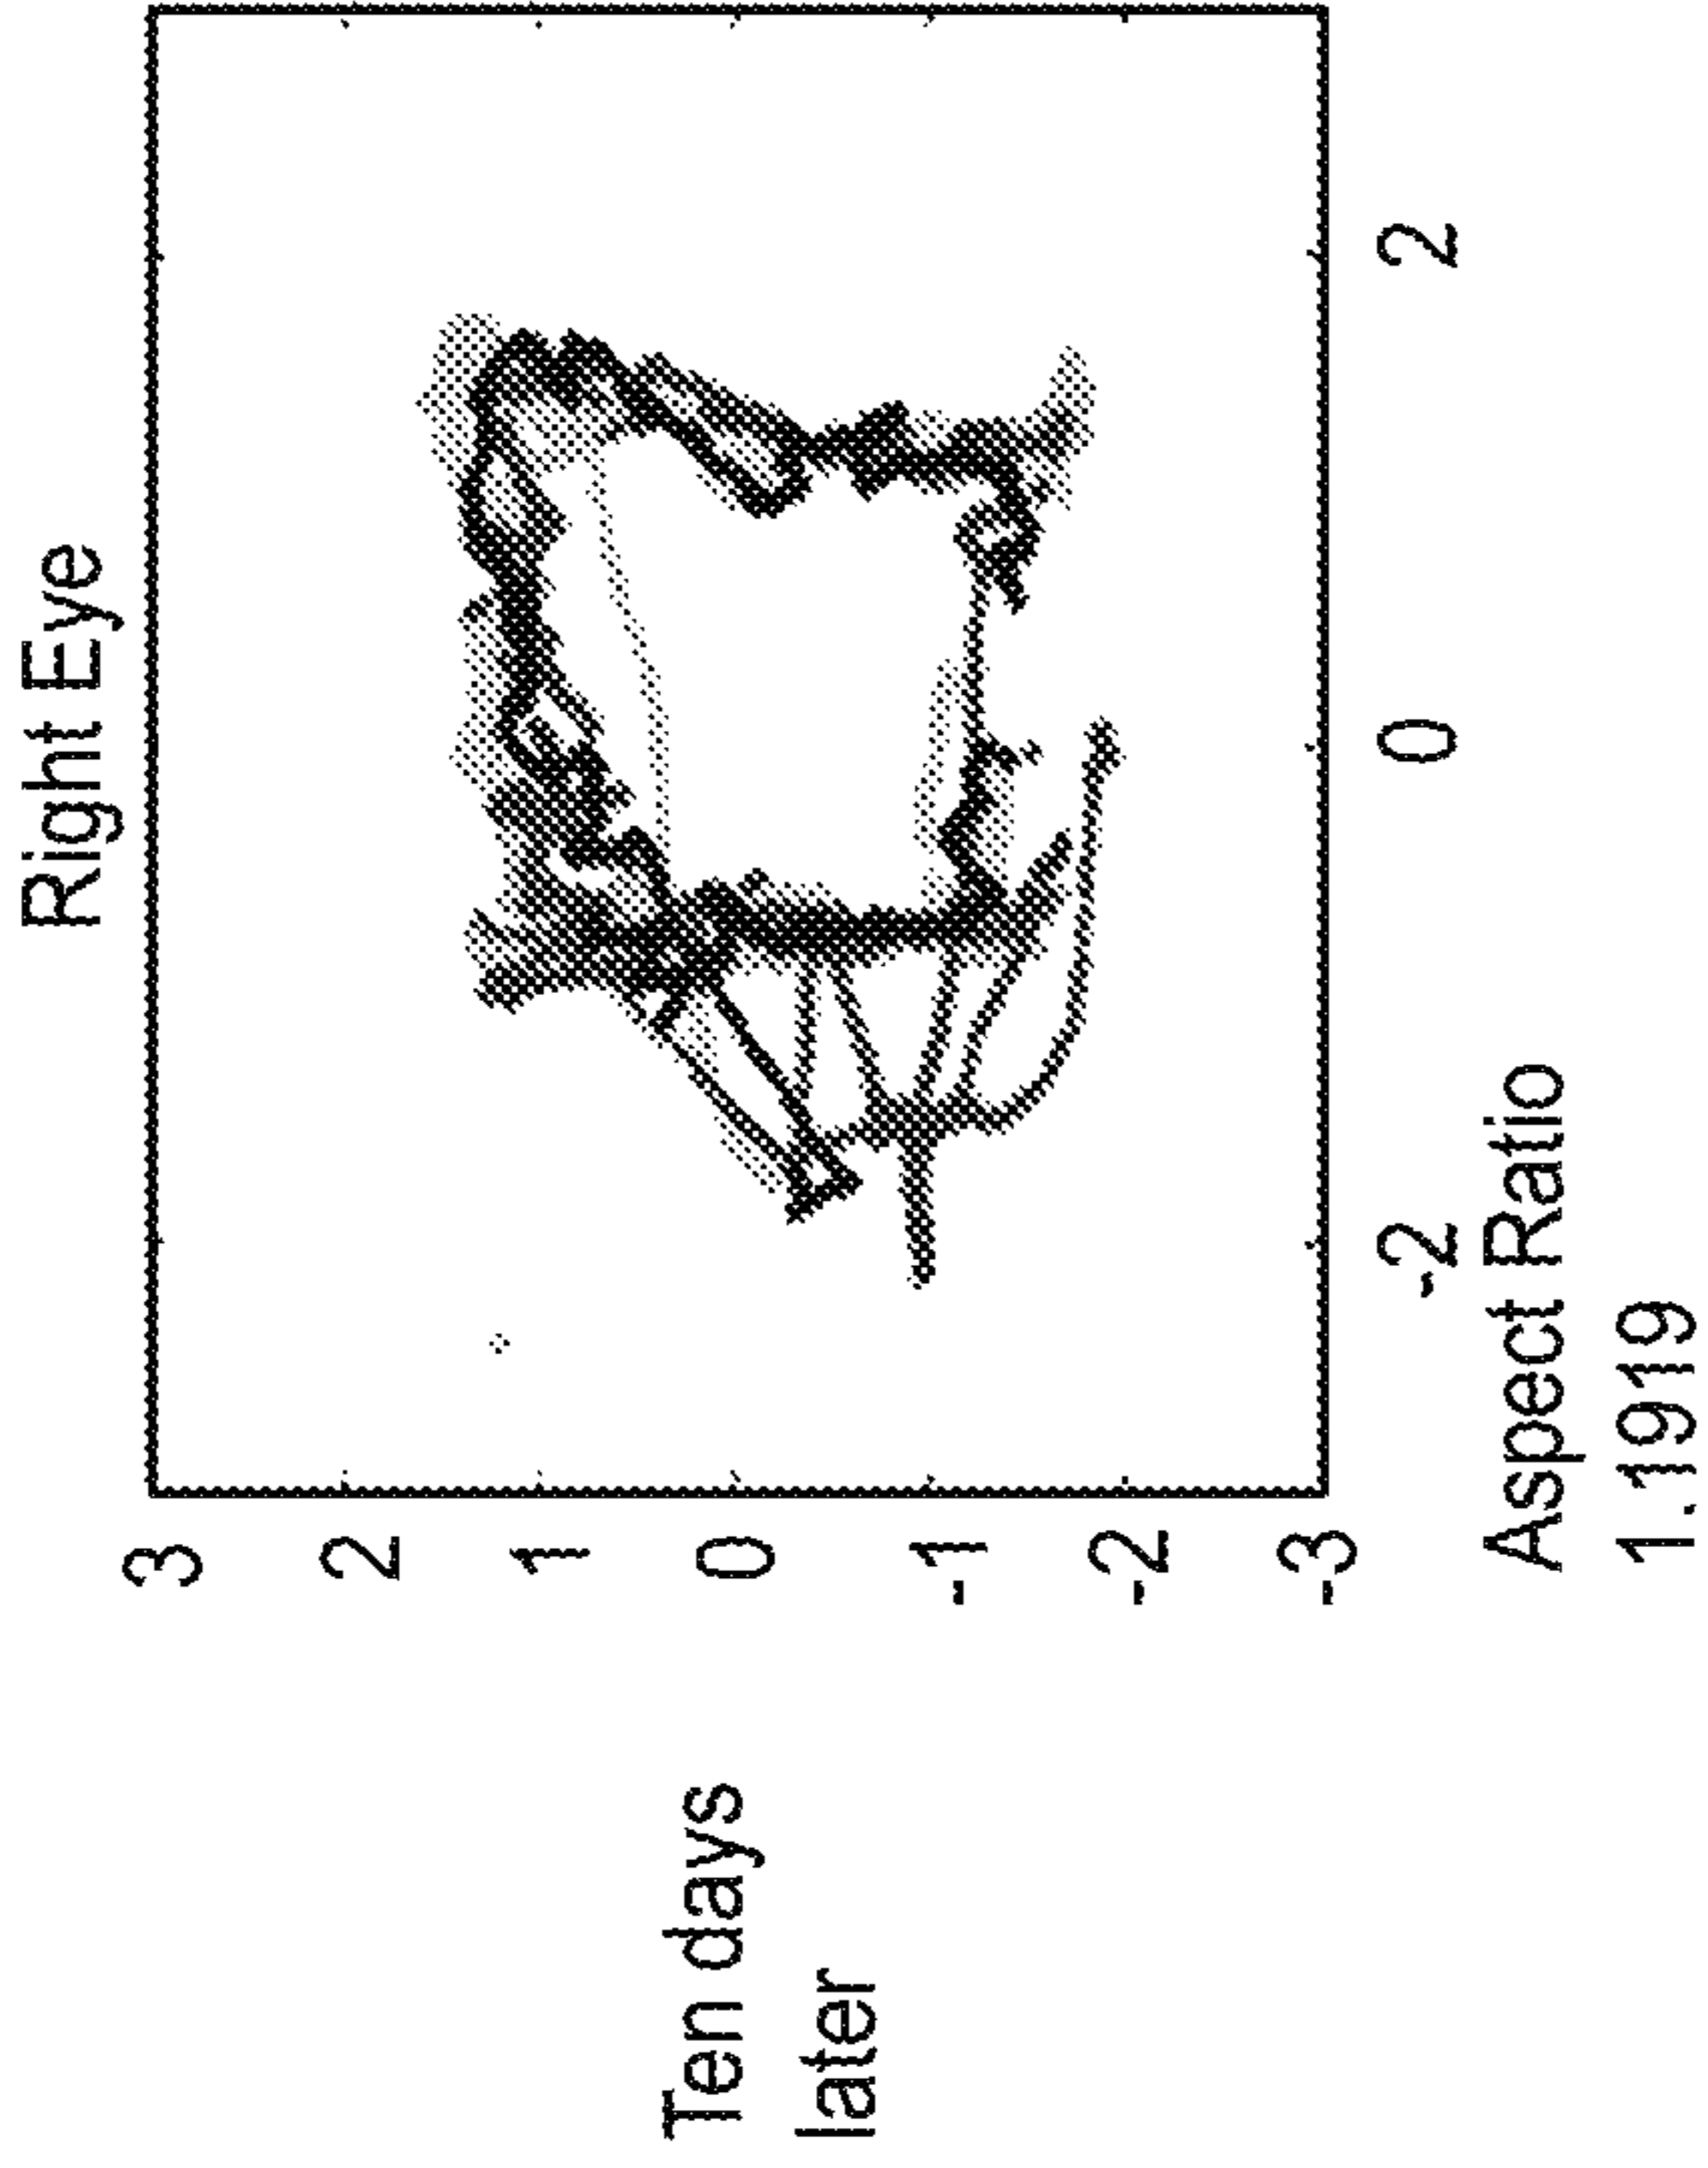 Right Eye
Ten days
later
3
2
1
0
-1
-2
-3
-2
0
2
Aspect Ratio
1.1919